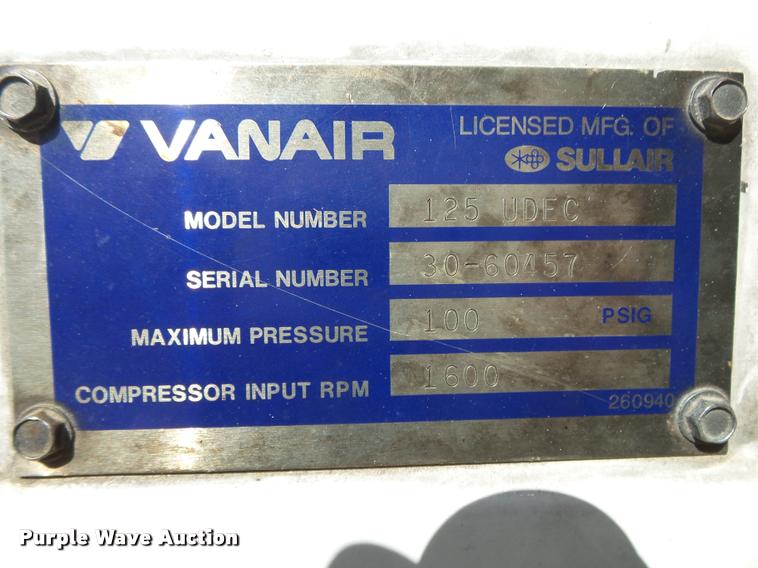 VANAIR
LICENSED MFG. OF
SULLAIR
MODEL NUMBER 125 UDEC
SERIAL NUMBER 30-60457
MAXIMUM PRESSURE 100 PSIG
COMPRESSOR INPUT RPM 1600
260940
Purple Wave Auction